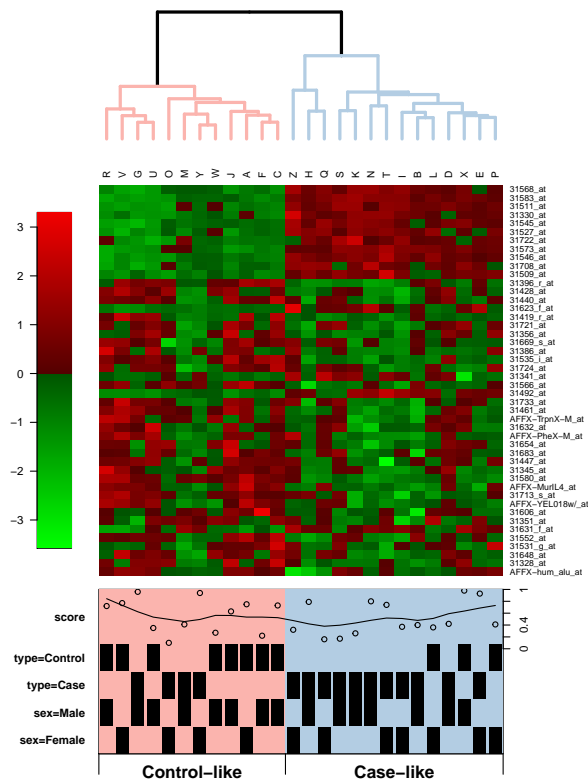 R V G U O M Y W J A F C Z H Q S K N T I B L D X E P
31568_at
31583_at
31511_at
31330_at
31545_at
31527_at
31722_at
31573_at
31546_at
31708_at
31509_at
31396_r_at
31428_at
31440_at
31623_f_at
31419_r_at
31721_at
31356_at
31669_s_at
31386_at
31535_i_at
31724_at
31341_at
31566_at
31492_at
31733_at
31461_at
AFFX−TrpnX−M_at
31632_at
AFFX−PheX−M_at
31654_at
31683_at
31447_at
31345_at
31580_at
AFFX−MurIL4_at
31713_s_at
AFFX−YEL018w/_at
31606_at
31351_at
31631_f_at
31552_at
31531_g_at
31648_at
31328_at
AFFX−hum_alu_at
3
2
1
0
−1
−2
−3
score
0 0.4 1
type=Control
type=Case
sex=Male
sex=Female
Control−like Case−like